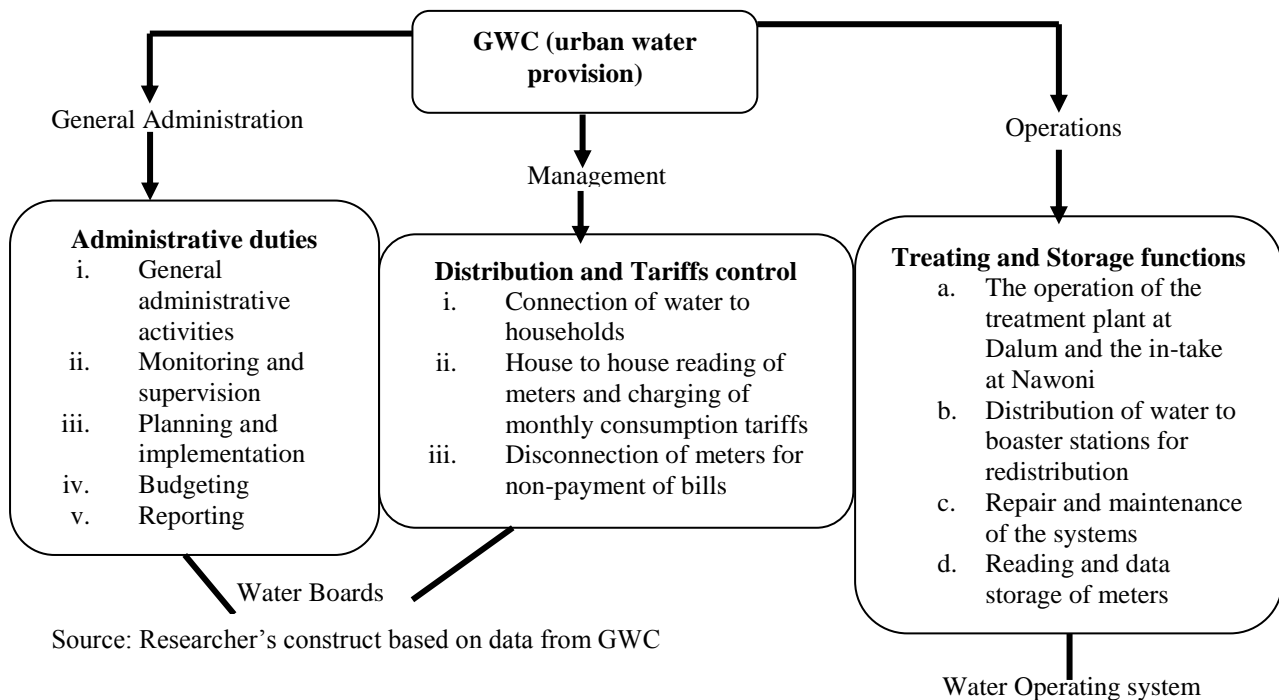 GWC (urban water
provision)
General Administration
Management
Operations
Administrative duties
i. General
administrative
activities
ii. Monitoring and
supervision
iii. Planning and
implementation
iv. Budgeting
v. Reporting
Distribution and Tariffs control
i. Connection of water to
households
ii. House to house reading of
meters and charging of
monthly consumption tariffs
iii. Disconnection of meters for
non-payment of bills
Treating and Storage functions
a. The operation of the
treatment plant at
Dalum and the in-take
at Nawoni
b. Distribution of water to
boaster stations for
redistribution
c. Repair and maintenance
of the systems
d. Reading and data
storage of meters
Water Boards
Source: Researcher’s construct based on data from GWC
Water Operating system